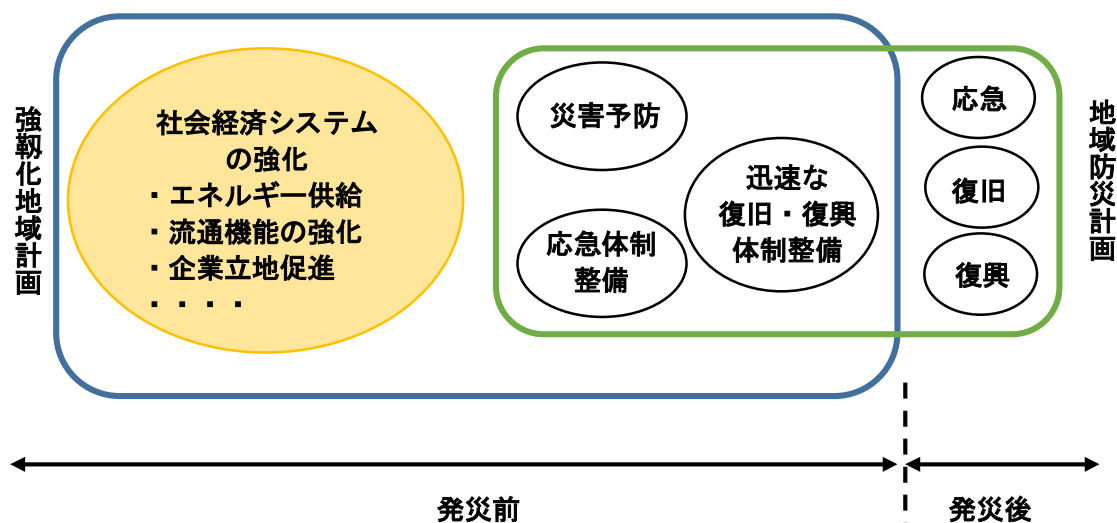 強靱化地域計画
社会経済システム
の強化
・エネルギー供給
・流通機能の強化
・企業立地促進
・・・・
災害予防
応急体制
整備
迅速な
復旧・復興
体制整備
応急
復旧
復興
地域防災計画
発災前
発災後